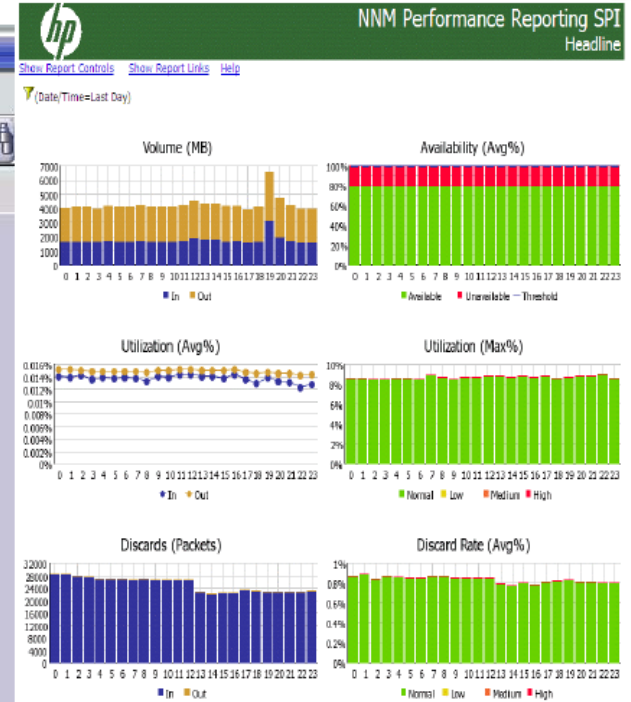 hp
NNM Performance Reporting SPI
Headline
Show Report Controls Show Report Links Help
(Date/Time=Last Day)
Volume (MB)
7000
6000
5000
4000
3000
2000
1000
0
0 1 2 3 4 5 6 7 8 9 10 11 12 13 14 15 16 17 18 19 20 21 22 23
In Out
Availability (Avg%)
100%
80%
60%
40%
20%
0%
0 1 2 3 4 5 6 7 8 9 10 11 12 13 14 15 16 17 18 19 20 21 22 23
Available Unavailable Threshold
Utilization (Avg%)
0.016%
0.014%
0.012%
0.01%
0.008%
0.006%
0.004%
0.002%
0%
0 1 2 3 4 5 6 7 8 9 10 11 12 13 14 15 16 17 18 19 20 21 22 23
In Out
Utilization (Max%)
10%
8%
6%
4%
2%
0%
0 1 2 3 4 5 6 7 8 9 10 11 12 13 14 15 16 17 18 19 20 21 22 23
Normal Low Medium High
Discards (Packets)
32000
28000
24000
20000
16000
12000
8000
4000
0
0 1 2 3 4 5 6 7 8 9 10 11 12 13 14 15 16 17 18 19 20 21 22 23
In Out
Discard Rate (Avg%)
1%
0.8%
0.6%
0.4%
0.2%
0%
0 1 2 3 4 5 6 7 8 9 10 11 12 13 14 15 16 17 18 19 20 21 22 23
Normal Low Medium High